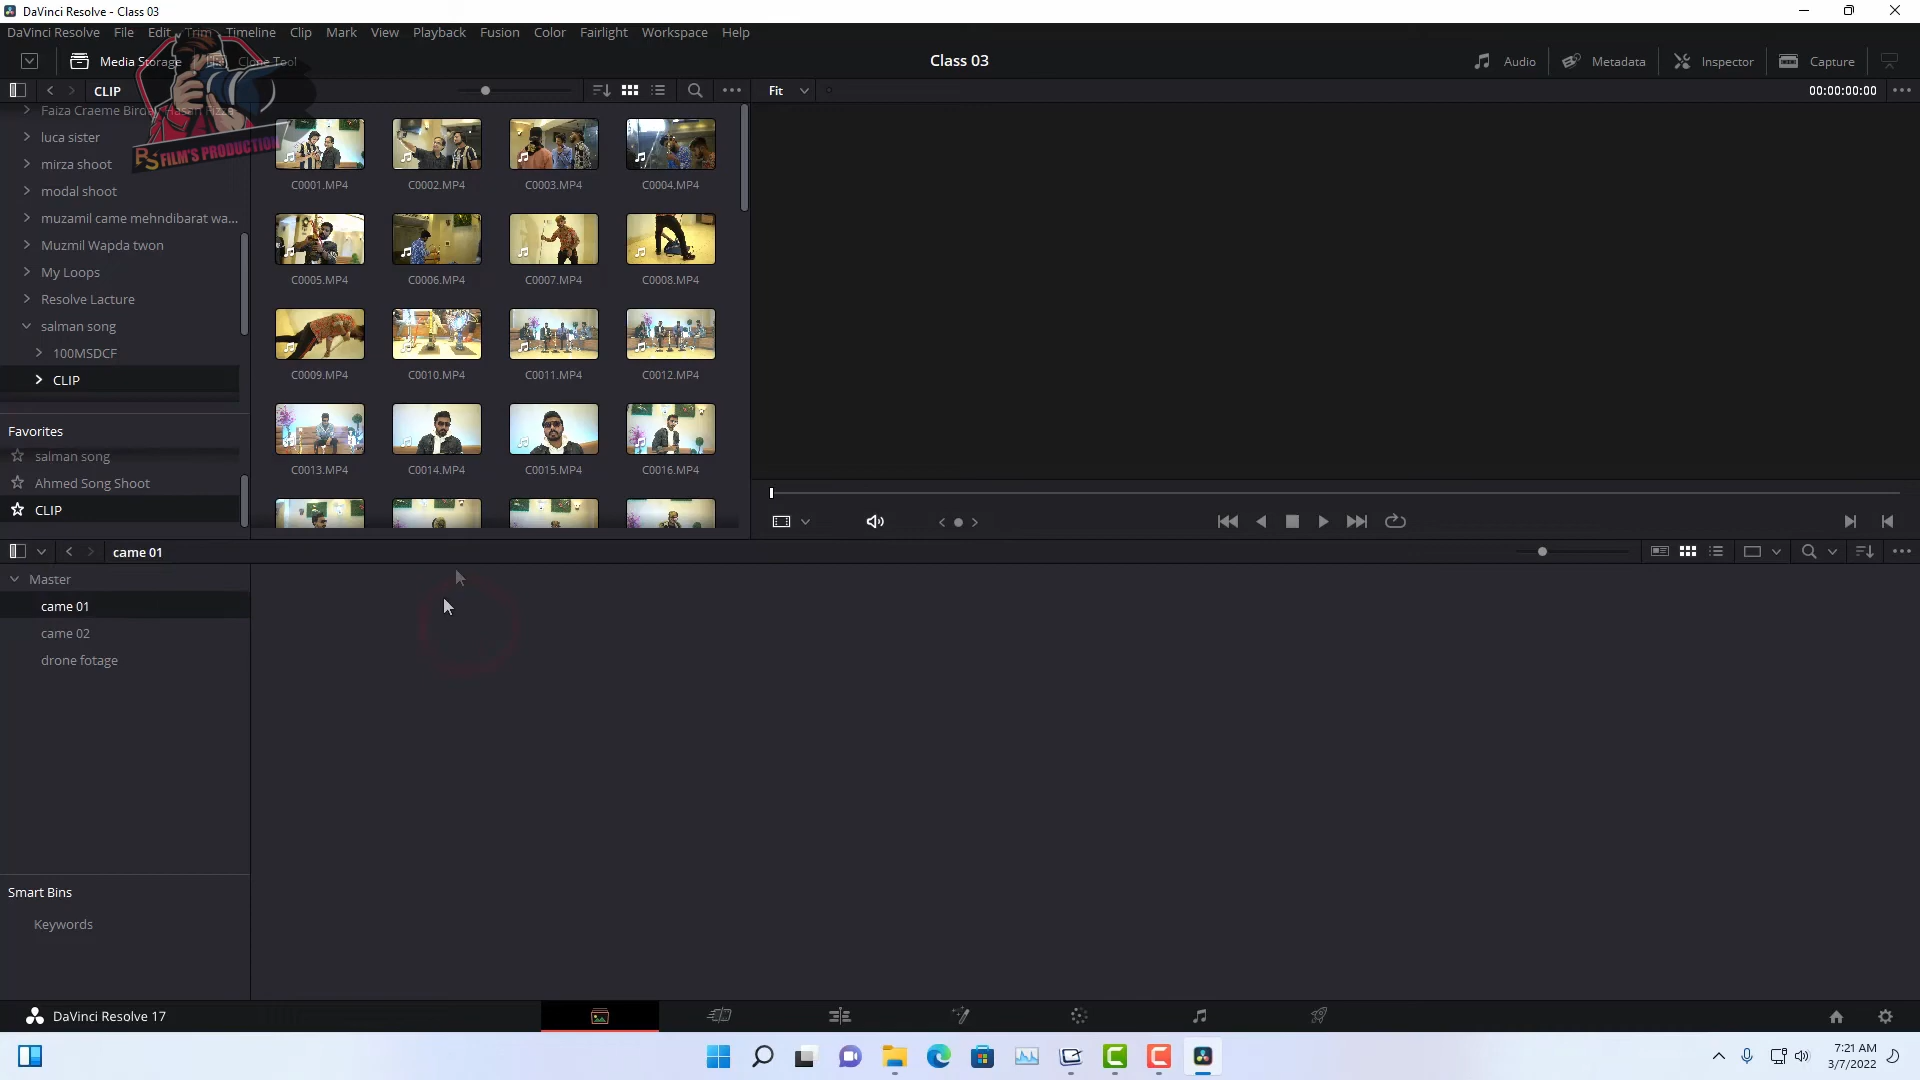 DaVinci Resolve - Class 03
DaVinci Resolve File Edit Trim Timeline Clip Mark View Playback Fusion Color Fairlight Workspace Help
Media Storage Clone Tool Class 03 Audio Metadata Inspector Capture
CLIP Fit 00:00:00:00
luca sister
mirza shoot
modal shoot
muzamil came mehndibarat wa...
Muzmil Wapda twon
My Loops
Resolve Lacture
salman song
100MSDCF
CLIP
FILM'S PRODUCTION
C0001.MP4 C0002.MP4 C0003.MP4 C0004.MP4
C0005.MP4 C0006.MP4 C0007.MP4 C0008.MP4
C0009.MP4 C0010.MP4 C0011.MP4 C0012.MP4
C0013.MP4 C0014.MP4 C0015.MP4 C0016.MP4
Favorites
salman song
Ahmed Song Shoot
CLIP
came 01
Master
came 01
came 02
drone fotage
Smart Bins
Keywords
DaVinci Resolve 17
7:21 AM
3/7/2022